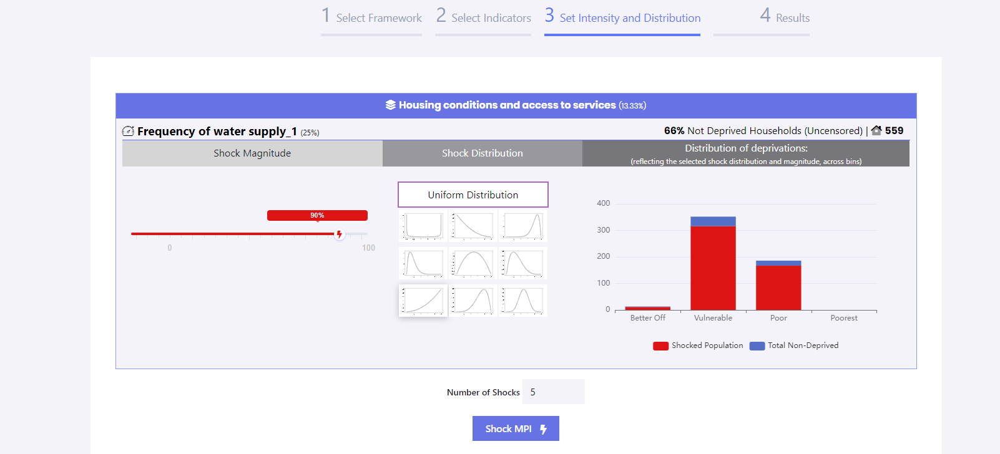 1 Select Framework
2 Select Indicators
3 Set Intensity and Distribution
4 Results
Housing conditions and access to services (13.33%)
Frequency of water supply_1 (25%)
66% Not Deprived Households (Uncensored) | 559
Shock Magnitude
Shock Distribution
Distribution of deprivations:
(reflecting the selected shock distribution and magnitude, across bins)
90%
0
100
Uniform Distribution
400
300
200
100
0
Better Off
Vulnerable
Poor
Poorest
Shocked Population
Total Non-Deprived
Number of Shocks 5
Shock MPI